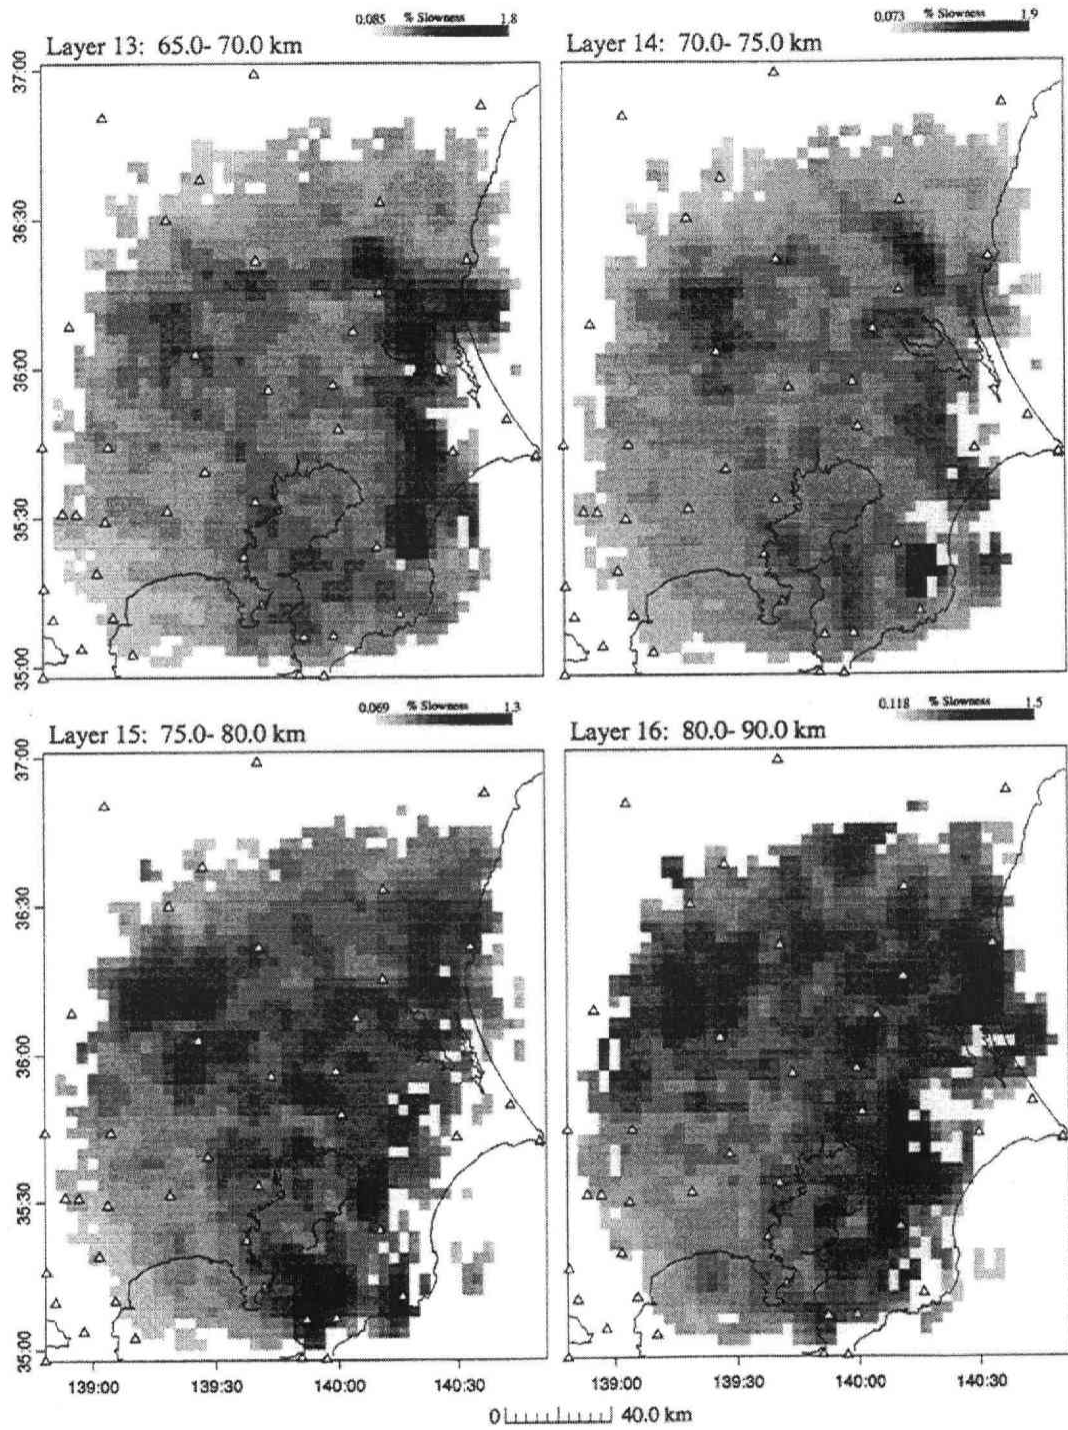 0.085 % Slowness 1.8
Layer 13: 65.0- 70.0 km
0.073 % Slowness 1.9
Layer 14: 70.0- 75.0 km
37:00
36:30
36:00
35:30
35:00
0.069 % Slowness 1.3
Layer 15: 75.0- 80.0 km
0.118 % Slowness 1.5
Layer 16: 80.0- 90.0 km
37:00
36:30
36:00
35:30
35:00
139:00 139:30 140:00 140:30
139:00 139:30 140:00 140:30
0 40.0 km